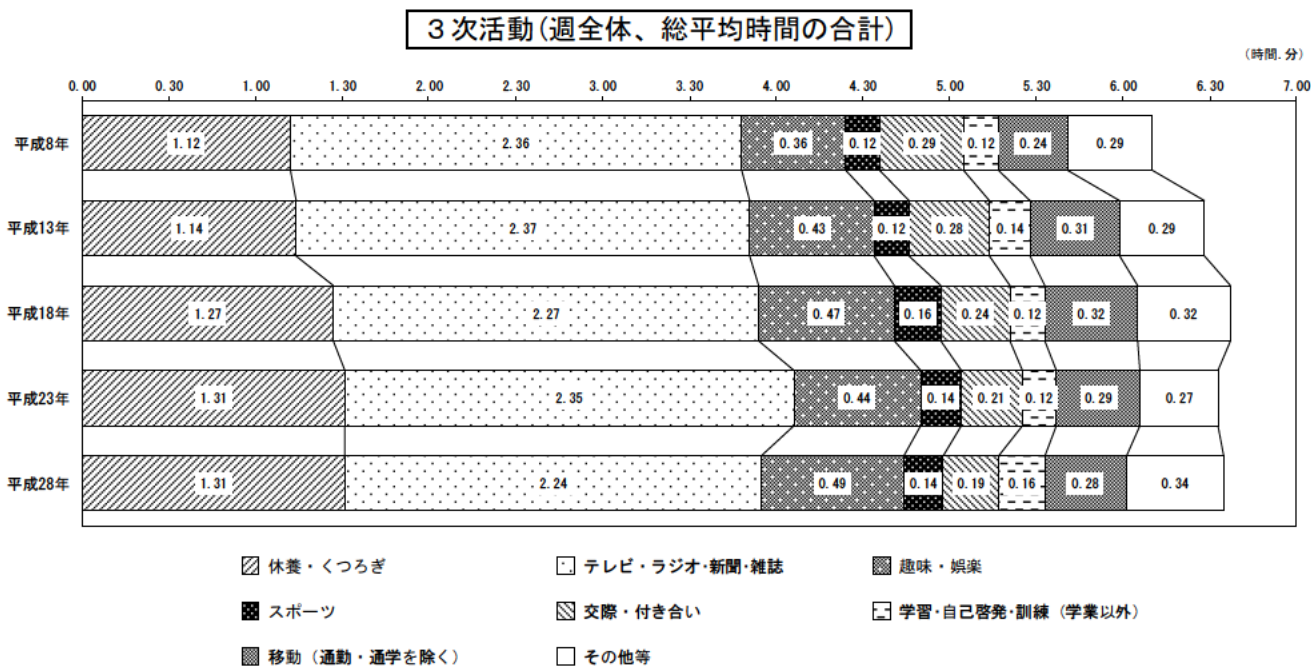 3次活動(週全体、総平均時間の合計)
(時間.分)
0.00 0.30 1.00 1.30 2.00 2.30 3.00 3.30 4.00 4.30 5.00 5.30 6.00 6.30 7.00
平成8年 1.12 2.36 0.36 0.12 0.29 0.12 0.24 0.29
平成13年 1.14 2.37 0.43 0.12 0.28 0.14 0.31 0.29
平成18年 1.27 2.27 0.47 0.16 0.24 0.12 0.32 0.32
平成23年 1.31 2.35 0.44 0.14 0.21 0.12 0.29 0.27
平成28年 1.31 2.24 0.49 0.14 0.19 0.16 0.28 0.34
休養・くつろぎ テレビ・ラジオ・新聞・雑誌 趣味・娯楽
スポーツ 交際・付き合い 学習・自己啓発・訓練(学業以外)
移動(通勤・通学を除く) その他等